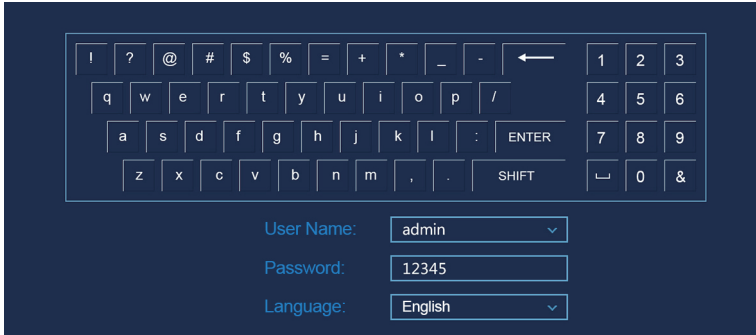 ! ? @ # $ % = + * _ - ← 1 2 3
q w e r t y u i o p / 4 5 6
a s d f g h j k l : ENTER 7 8 9
z x c v b n m , . SHIFT ⎵ 0 &
User Name: admin
Password: 12345
Language: English